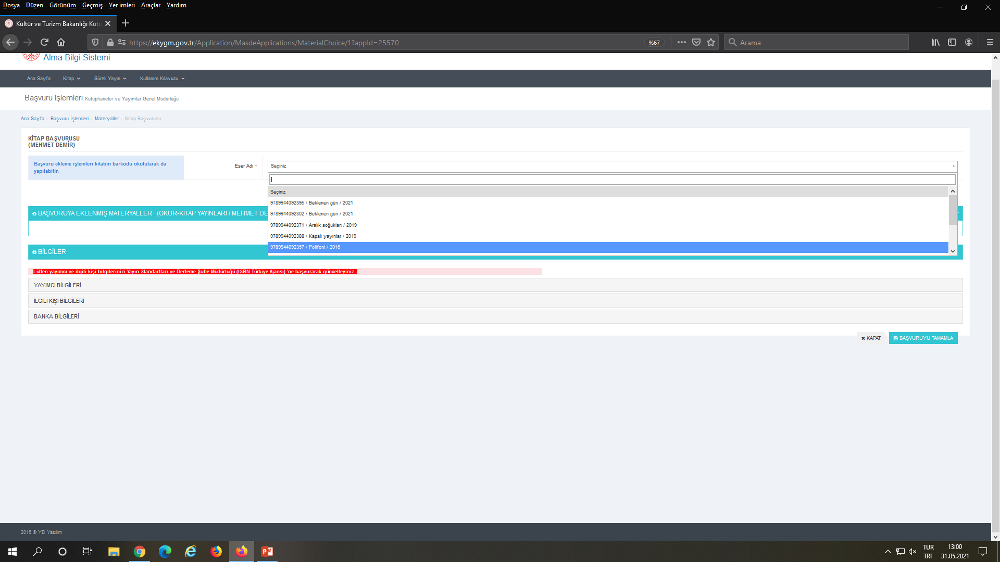 Dosya Düzen Görünüm Geçmiş Yer imleri Araçlar Yardım
Kültür ve Turizm Bakanlığı Kütü
https://ekygm.gov.tr/Application/MasdeApplications/MaterialChoice/1?appId=25570
%67
Arama
Alma Bilgi Sistemi
Ana Sayfa Kitap Süreli Yayın Kullanım Kılavuzu
Başvuru İşlemleri Kütüphaneler ve Yayımlar Genel Müdürlüğü
Ana Sayfa Başvuru İşlemleri Materyaller Kitap Başvurusu
KİTAP BAŞVURUSU
(MEHMET DEMİR)
Başvuru ekleme işlemleri kitabın barkodu okutularak da
yapılabilir.
Eser Adı *
Seçiniz
Seçiniz
9789944092395 / Beklenen gün / 2021
9789944092302 / Beklenen gün / 2021
9789944092371 / Aralık soğukları / 2019
9789944092388 / Kapalı yayınlar / 2019
9789944092357 / Polifoni / 2016
BAŞVURUYA EKLENMİŞ MATERYALLER (OKUR-KİTAP YAYINLARI / MEHMET DE
BİLGİLER
Lütfen yayımcı ve ilgili kişi bilgilerinizi Yayın Standartları ve Derleme Şube Müdürlüğü (ISBN Türkiye Ajansı) 'ne başvurarak güncelleyiniz..
YAYIMCI BİLGİLERİ
İLGİLİ KİŞİ BİLGİLERİ
BANKA BİLGİLERİ
KAPAT
BAŞVURUYU TAMAMLA
2016 © YD Yazılım
TUR
TRF
13:00
31.05.2021